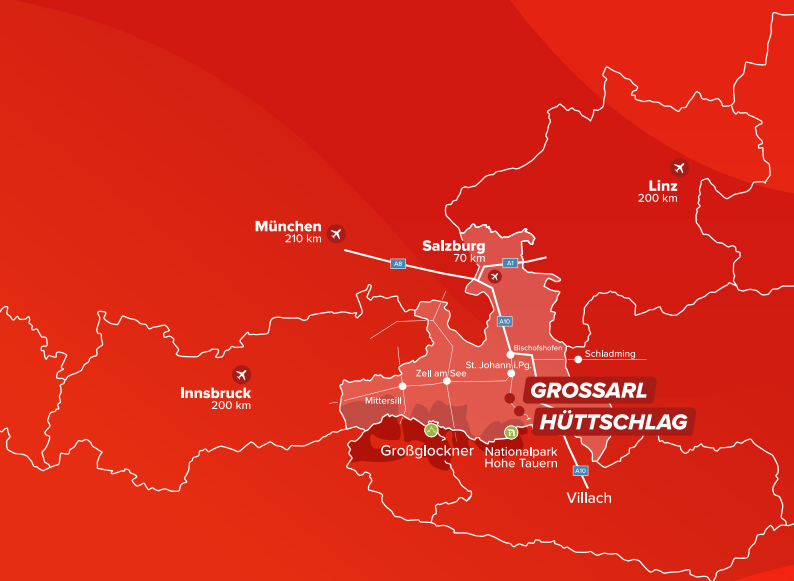 Linz
200 km
München
210 km
Salzburg
70 km
A8
A1
A10
Bischofshofen
Schladming
St. Johann i.Pg.
Zell am See
Mittersill
Innsbruck
200 km
GROSSARL
HÜTTSCHLAG
Großglockner
Nationalpark
Hohe Tauern
A10
Villach